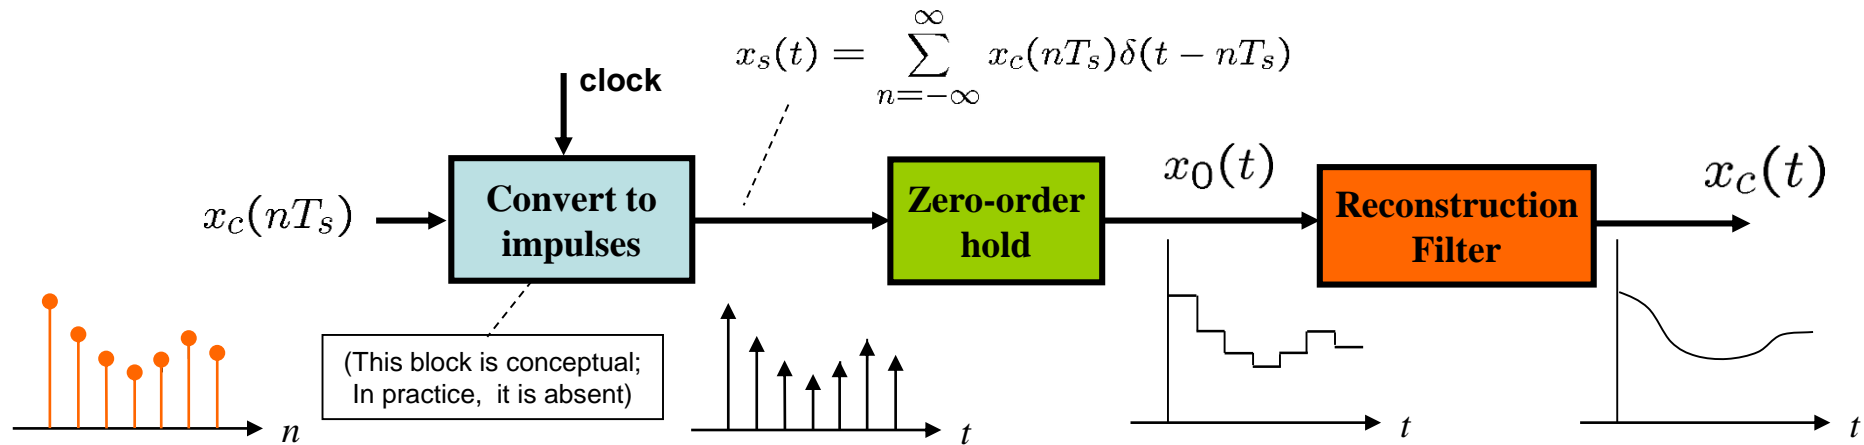 x_s(t) = \sum_{n=-\infty}^{\infty} x_c(nT_s)\delta(t - nT_s)
clock
x_c(nT_s)
Convert to
impulses
Zero-order
hold
x_0(t)
Reconstruction
Filter
x_c(t)
(This block is conceptual;
In practice, it is absent)
n
t
t
t